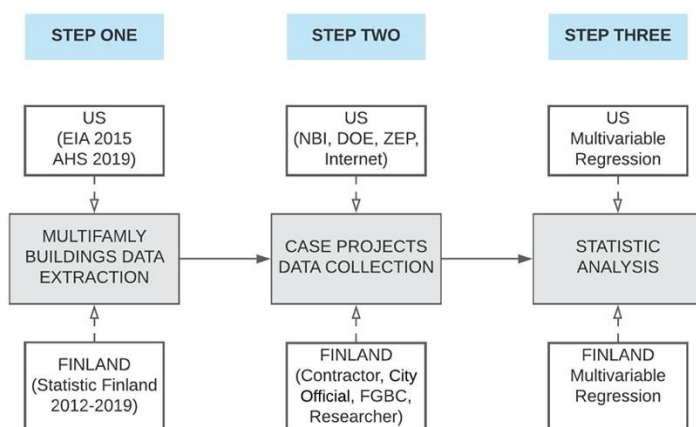 STEP ONE
STEP TWO
STEP THREE
US
(EIA 2015
AHS 2019)
US
(NBI, DOE, ZEP,
Internet)
US
Multivariable
Regression
MULTIFAMLY
BUILDINGS DATA
EXTRACTION
CASE PROJECTS
DATA COLLECTION
STATISTIC
ANALYSIS
FINLAND
(Statistic Finland
2012-2019)
FINLAND
(Contractor, City
Official, FGBC,
Researcher)
FINLAND
Multivariable
Regression